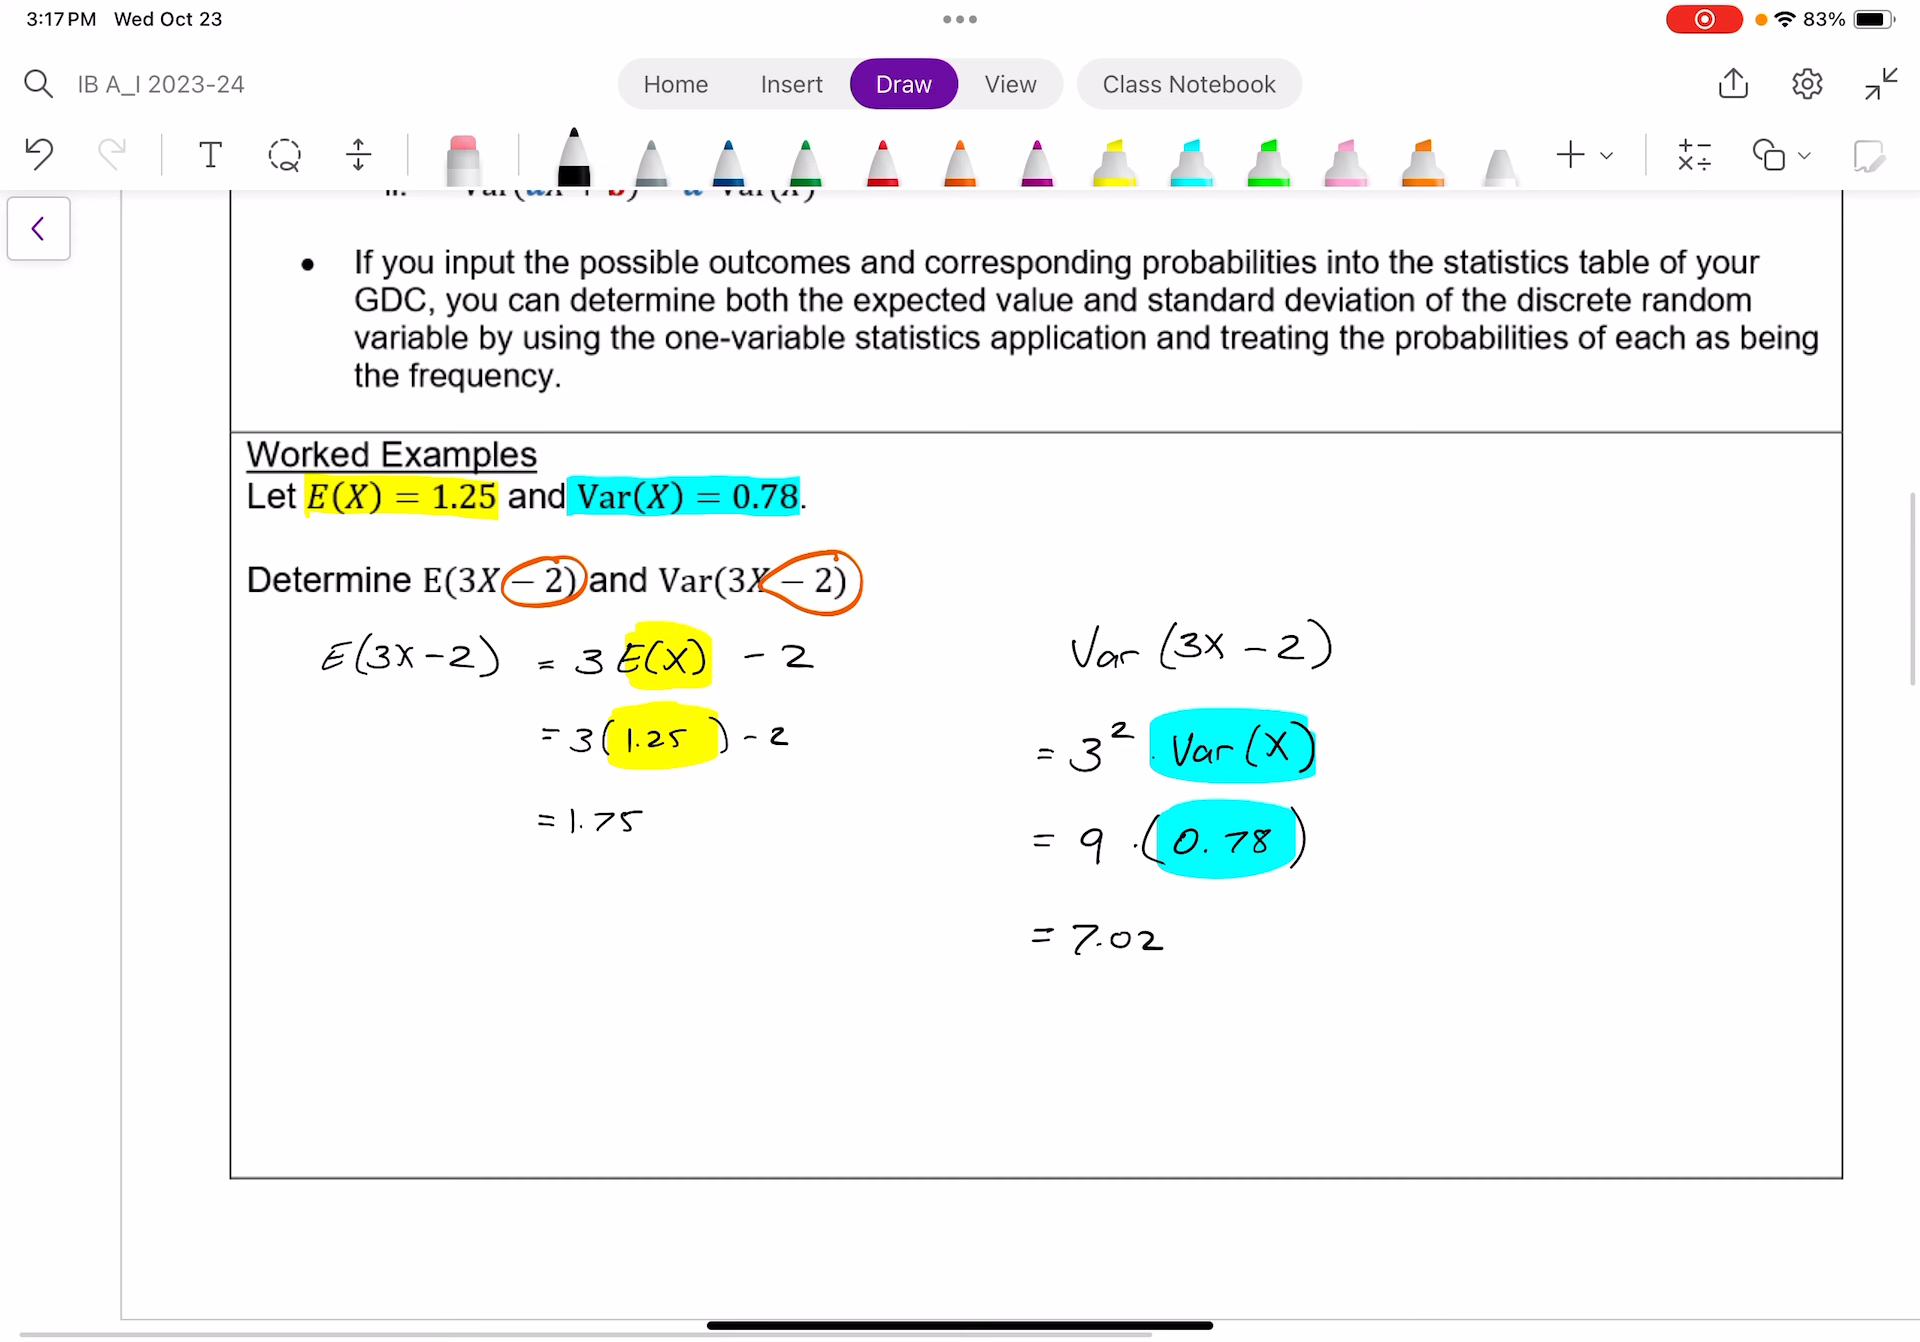 3:17 PM Wed Oct 23
83%
IB A_I 2023-24
Home Insert Draw View Class Notebook
• If you input the possible outcomes and corresponding probabilities into the statistics table of your
GDC, you can determine both the expected value and standard deviation of the discrete random
variable by using the one-variable statistics application and treating the probabilities of each as being
the frequency.
Worked Examples
Let E(X) = 1.25 and Var(X) = 0.78.
Determine E(3X − 2) and Var(3X − 2)
E(3X-2) = 3 E(X) - 2
= 3(1.25) - 2
= 1.75
Var (3X - 2)
= 3² · Var (X)
= 9 · (0.78)
= 7.02